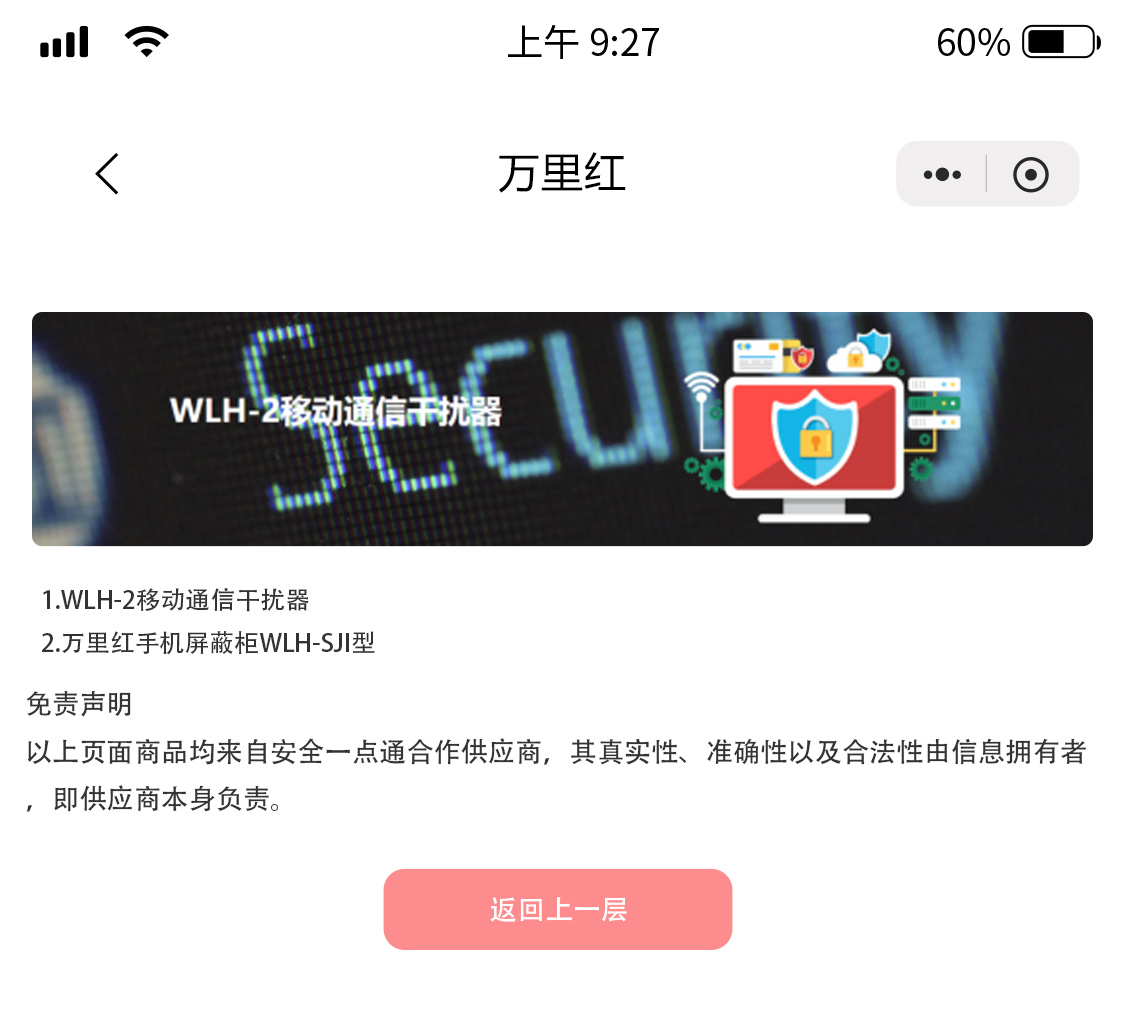 上午 9:27
60%
万里红
Security
WLH-2移动通信干扰器
1.WLH-2移动通信干扰器
2.万里红手机屏蔽柜WLH-SJI型
免责声明
以上页面商品均来自安全一点通合作供应商，其真实性、准确性以及合法性由信息拥有者
，即供应商本身负责。
返回上一层